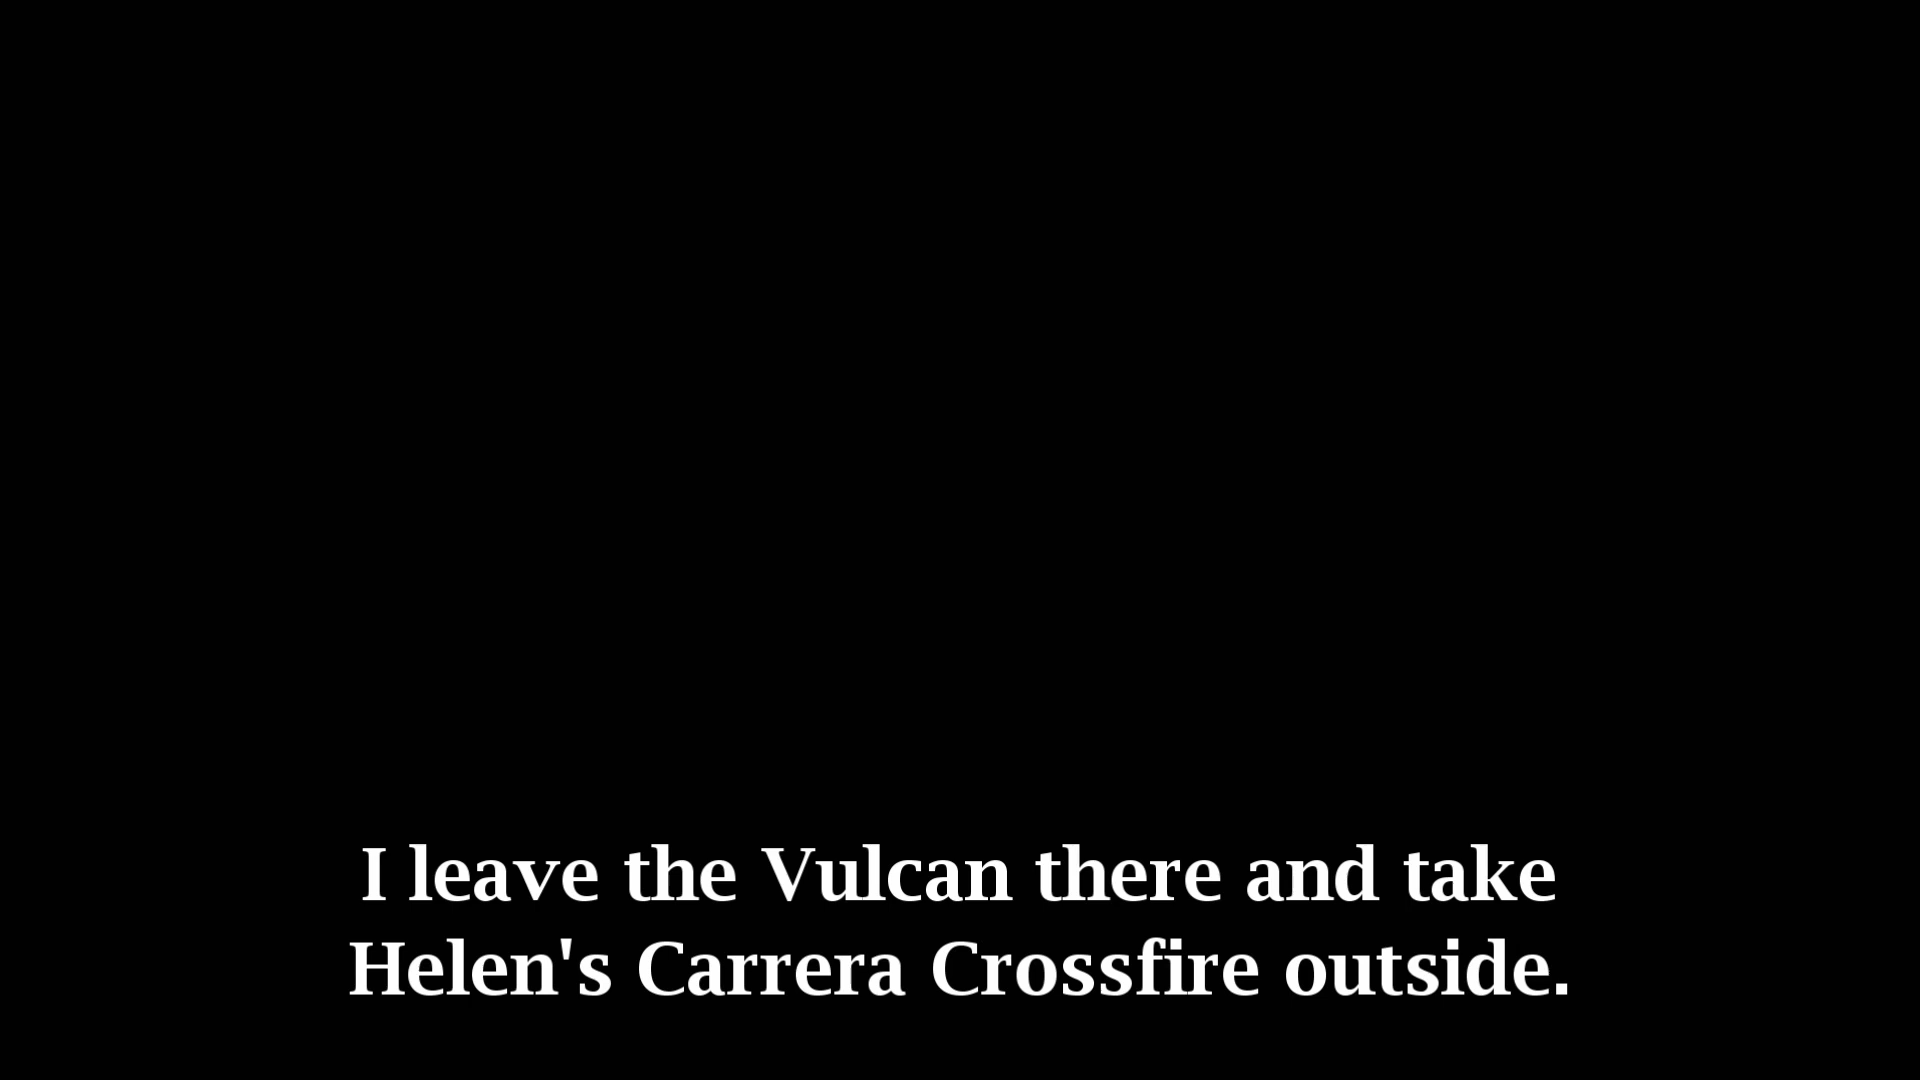 I leave the Vulcan there and take
Helen's Carrera Crossfire outside.